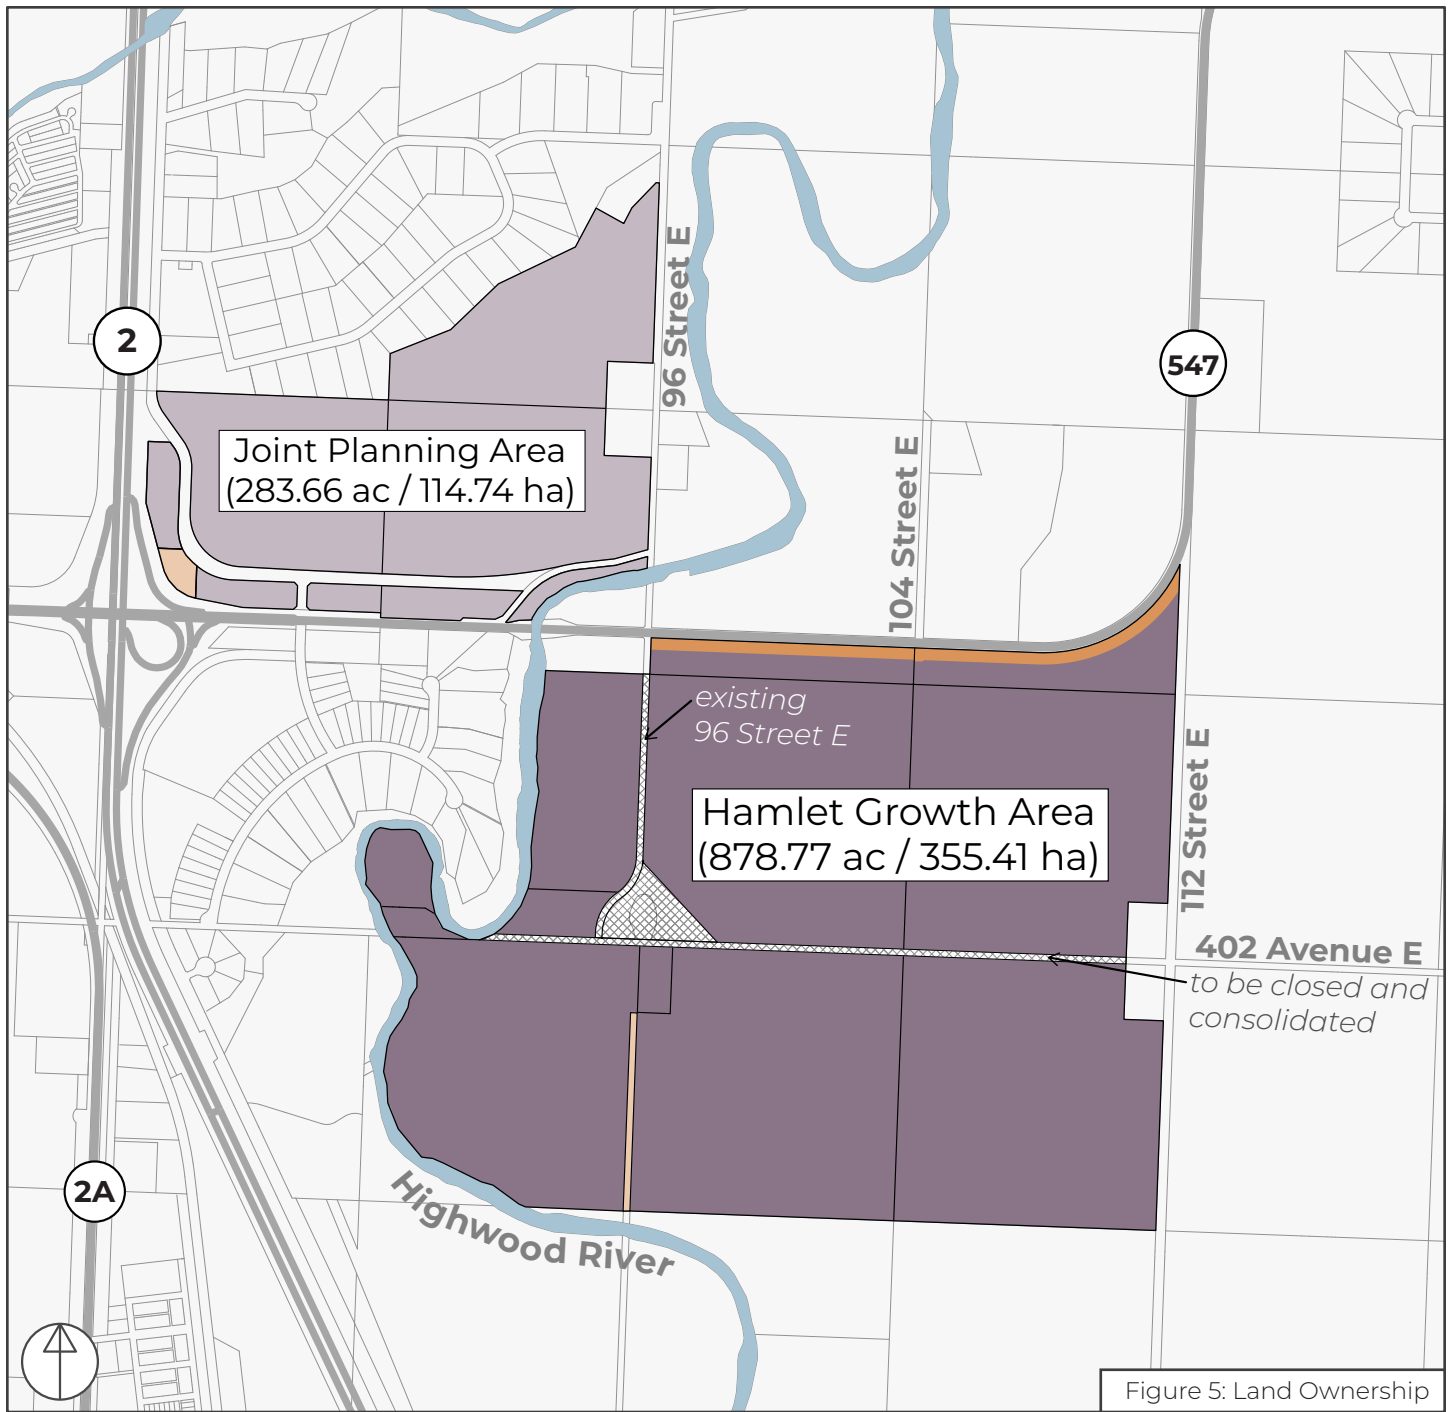 96 Street E
2
547
Joint Planning Area
(283.66 ac / 114.74 ha)
104 Street E
existing
96 Street E
112 Street E
Hamlet Growth Area
(878.77 ac / 355.41 ha)
402 Avenue E
to be closed and
consolidated
2A
Highwood River
Figure 5: Land Ownership